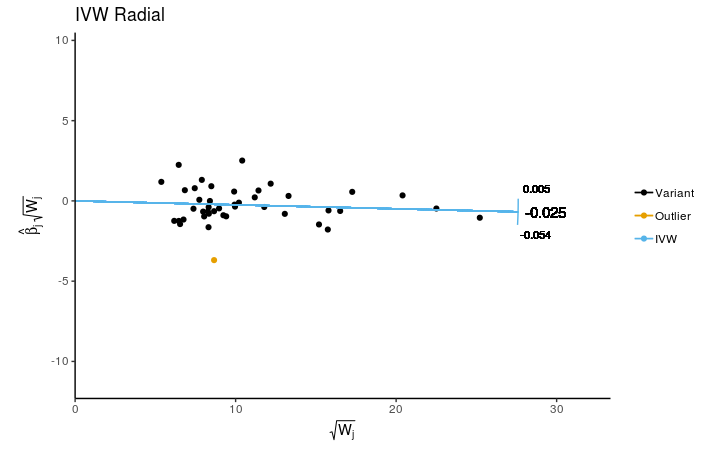 IVW Radial
10
5
0
-5
-10
β̂j √Wj
0.005
-0.025
-0.054
Variant
Outlier
IVW
0 10 20 30
√Wj